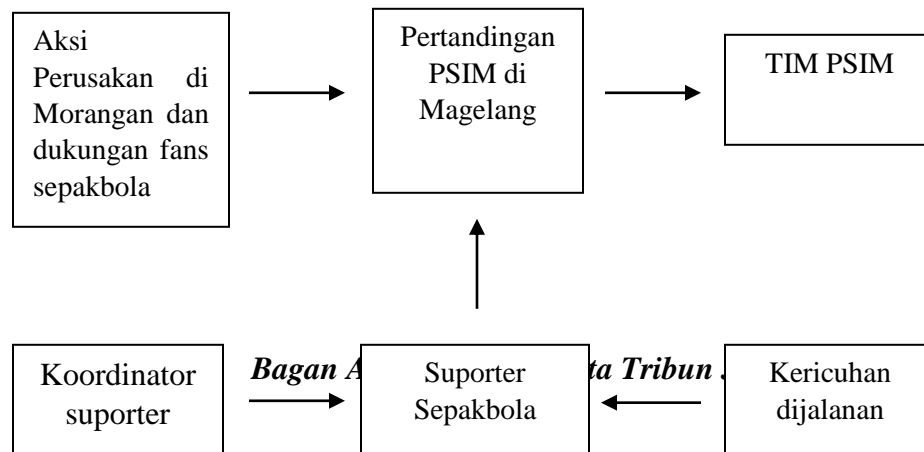 Aksi
Perusakan di
Morangan dan
dukungan fans
sepakbola
Pertandingan
PSIM di
Magelang
TIM PSIM
Koordinator
suporter
Bagan
Suporter
Sepakbola
Tribun
Kericuhan
dijalanan